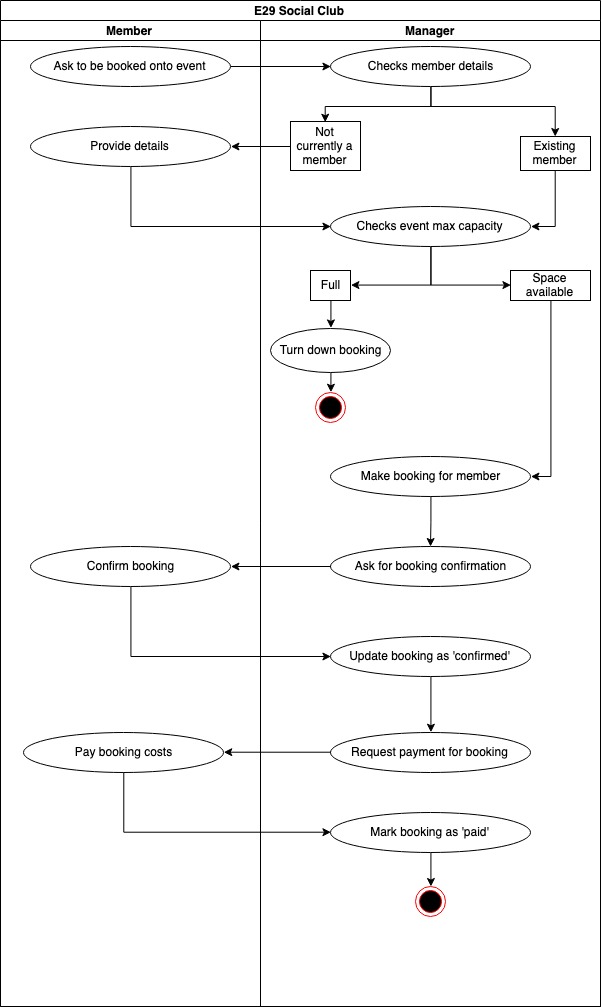 E29 Social Club
Member
Manager
Ask to be booked onto event
Checks member details
Not
currently a
member
Existing
member
Provide details
Checks event max capacity
Full
Space
available
Turn down booking
Make booking for member
Confirm booking
Ask for booking confirmation
Update booking as 'confirmed'
Pay booking costs
Request payment for booking
Mark booking as 'paid'